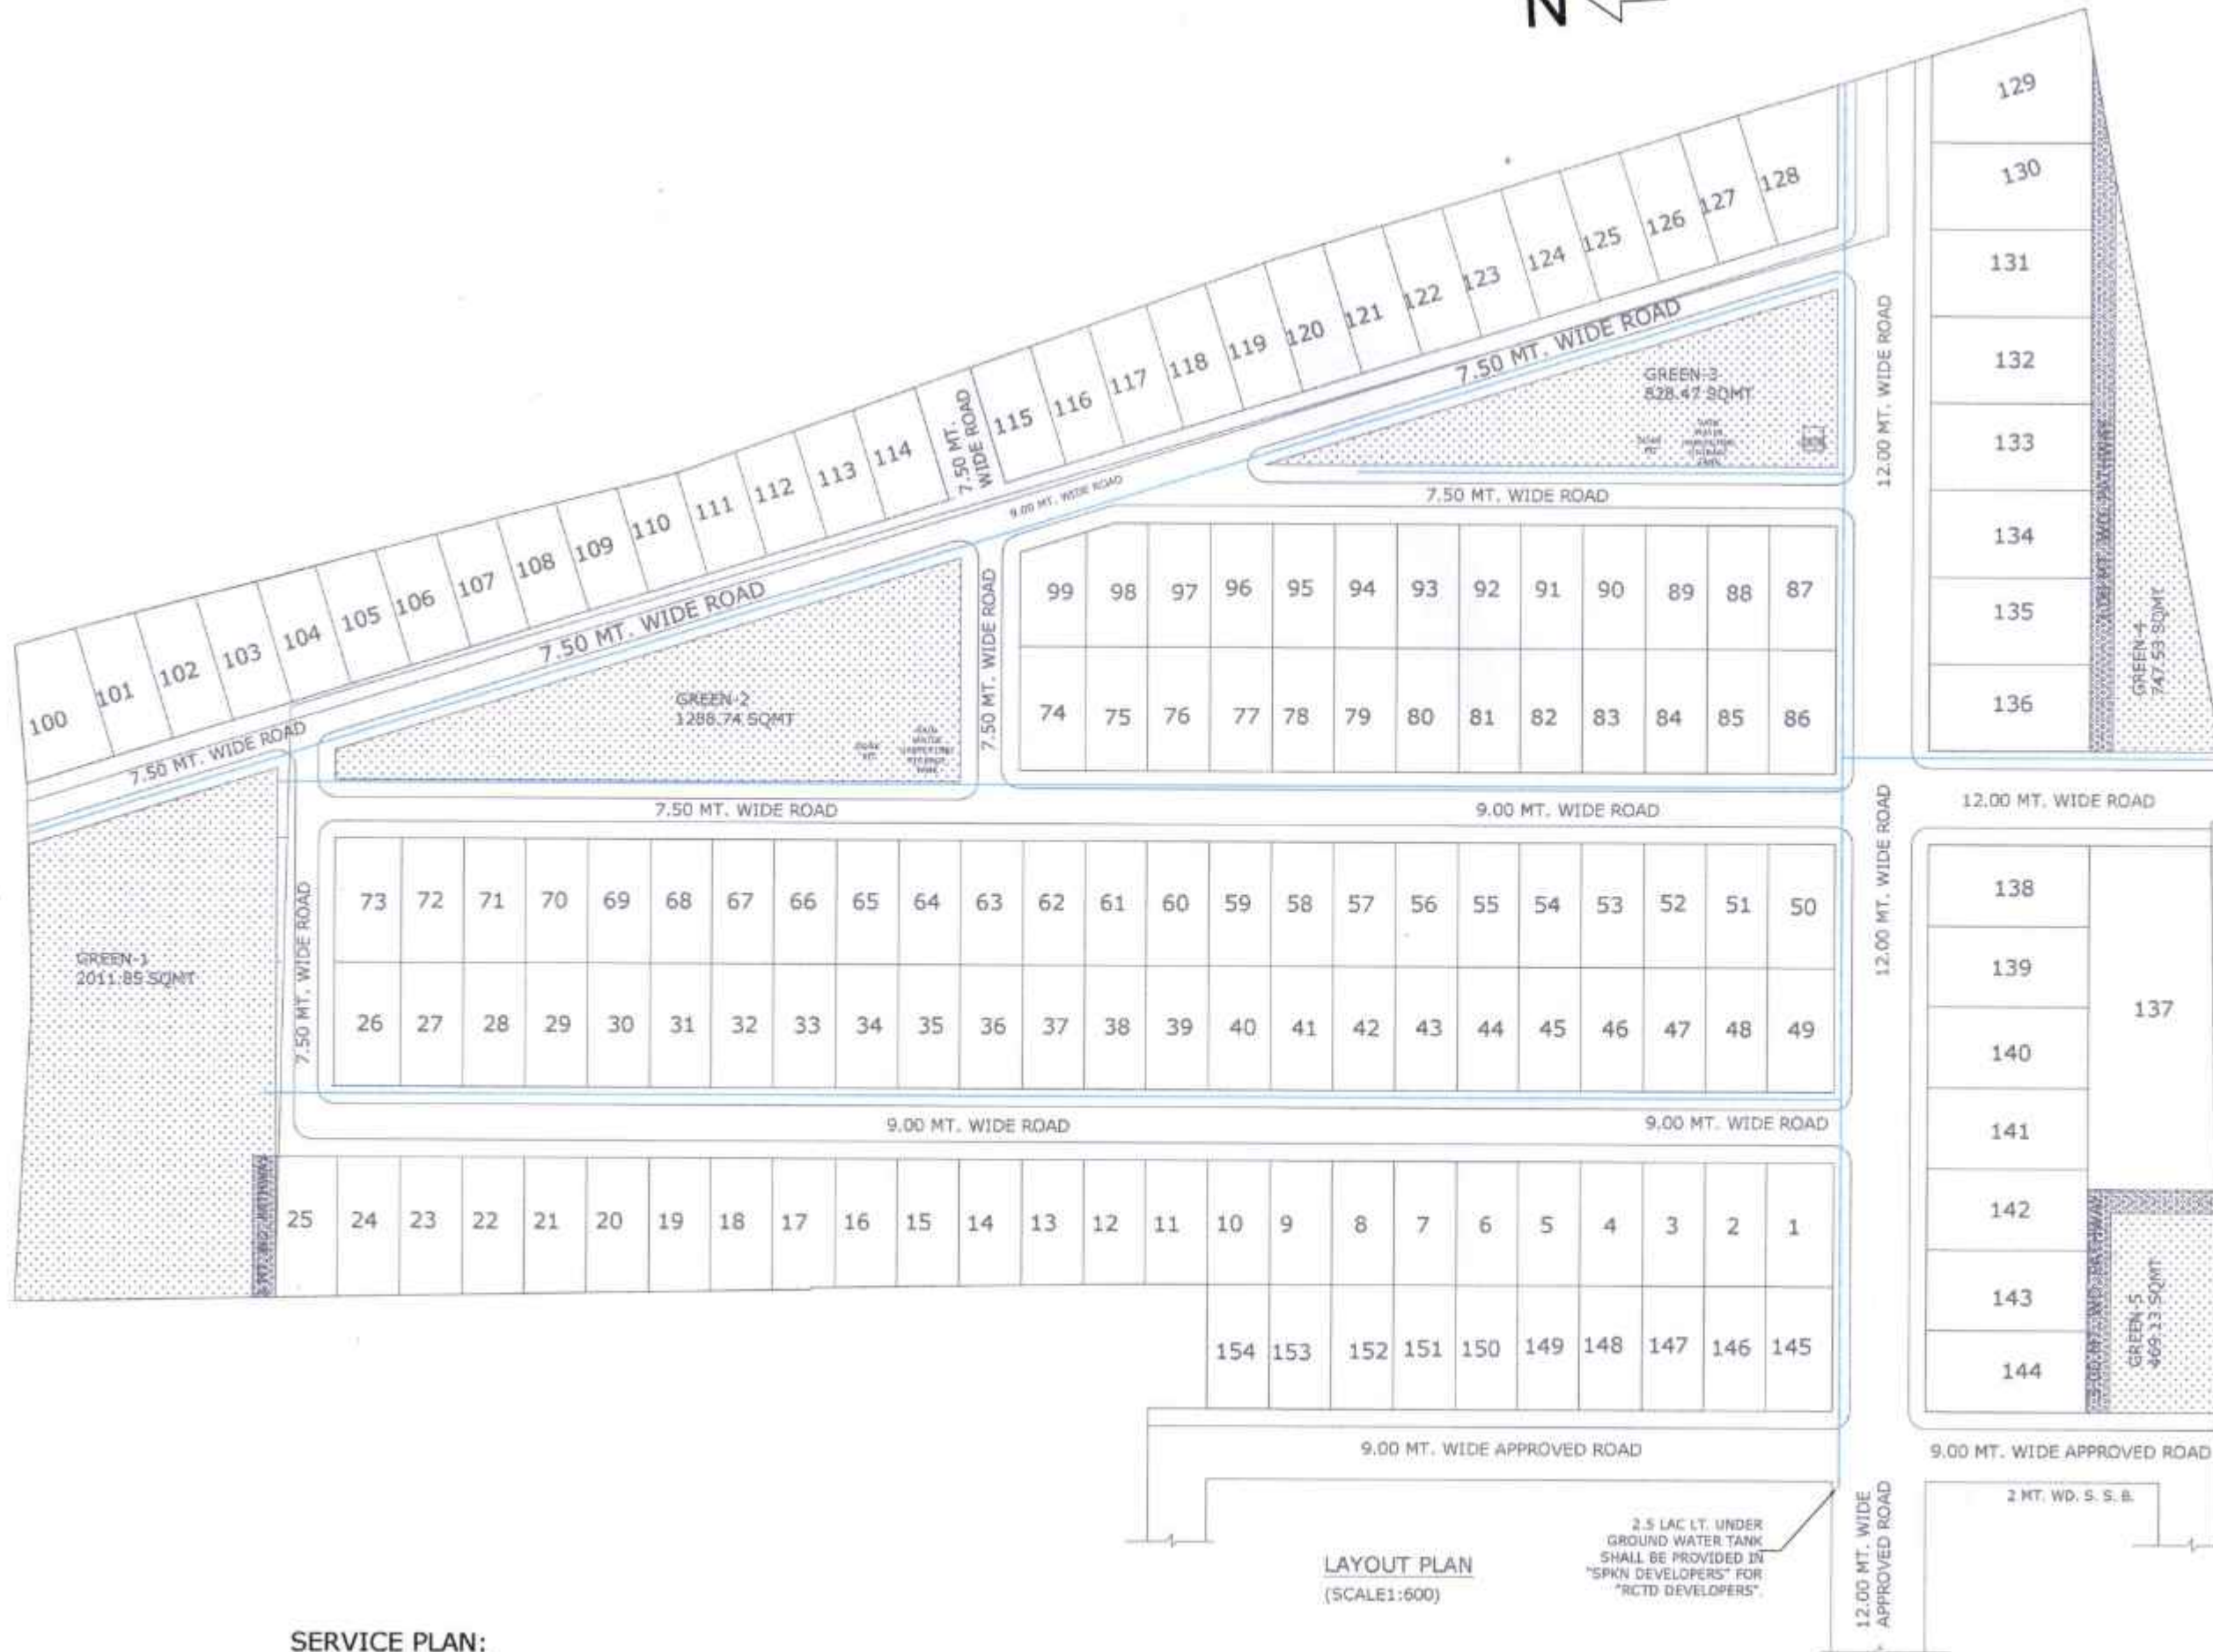 N
129
130
131
132
133
134
135
136
128
127
126
125
124
123
122
121
120
119
118
117
116
115
7.50 MT.
WIDE ROAD
114
113
112
111
110
109
108
107
106
105
104
103
102
101
100
7.50 MT. WIDE ROAD
GREEN-3
828.47 SQMT
12.00 MT. WIDE ROAD
7.50 MT. WIDE ROAD
9.00 MT. WIDE ROAD
7.50 MT. WIDE ROAD
7.50 MT. WIDE ROAD
GREEN-4
747.53 SQMT
99 98 97 96 95 94 93 92 91 90 89 88 87
7.50 MT. WIDE ROAD
74 75 76 77 78 79 80 81 82 83 84 85 86
GREEN-2
1288.74 SQMT
SOAK
PIT
RAIN
WATER
HARVESTING
STORAGE
TANK
7.50 MT. WIDE ROAD
9.00 MT. WIDE ROAD
12.00 MT. WIDE ROAD
12.00 MT. WIDE ROAD
73 72 71 70 69 68 67 66 65 64 63 62 61 60 59 58 57 56 55 54 53 52 51 50
7.50 MT. WIDE ROAD
GREEN-1
2011.85 SQMT
26 27 28 29 30 31 32 33 34 35 36 37 38 39 40 41 42 43 44 45 46 47 48 49
138
139
140
141
142
143
144
137
9.00 MT. WIDE ROAD
9.00 MT. WIDE ROAD
25 24 23 22 21 20 19 18 17 16 15 14 13 12 11 10 9 8 7 6 5 4 3 2 1
GREEN-5
469.13 SQMT
154 153 152 151 150 149 148 147 146 145
9.00 MT. WIDE APPROVED ROAD
9.00 MT. WIDE APPROVED ROAD
2 MT. WD. S. S. B.
12.00 MT. WIDE
APPROVED ROAD
2.5 LAC LT. UNDER
GROUND WATER TANK
SHALL BE PROVIDED IN
"SPKN DEVELOPERS" FOR
"RCTD DEVELOPERS".
LAYOUT PLAN
(SCALE1:600)
SERVICE PLAN: